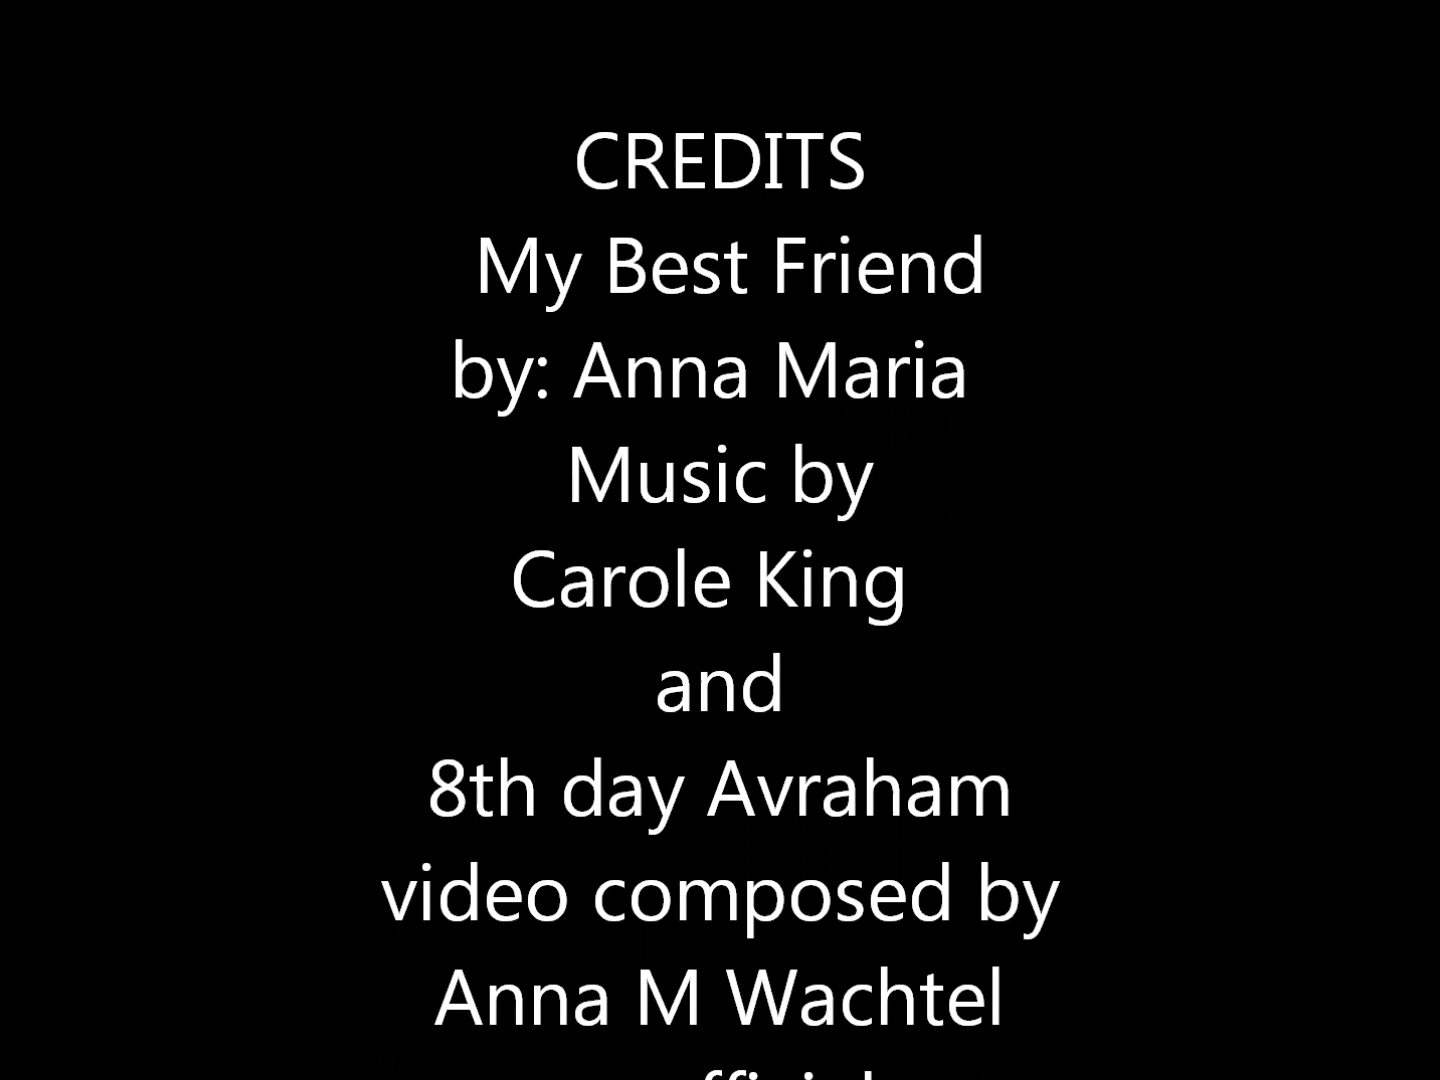 CREDITS
My Best Friend
by: Anna Maria
Music by
Carole King
and
8th day Avraham
video composed by
Anna M Wachtel